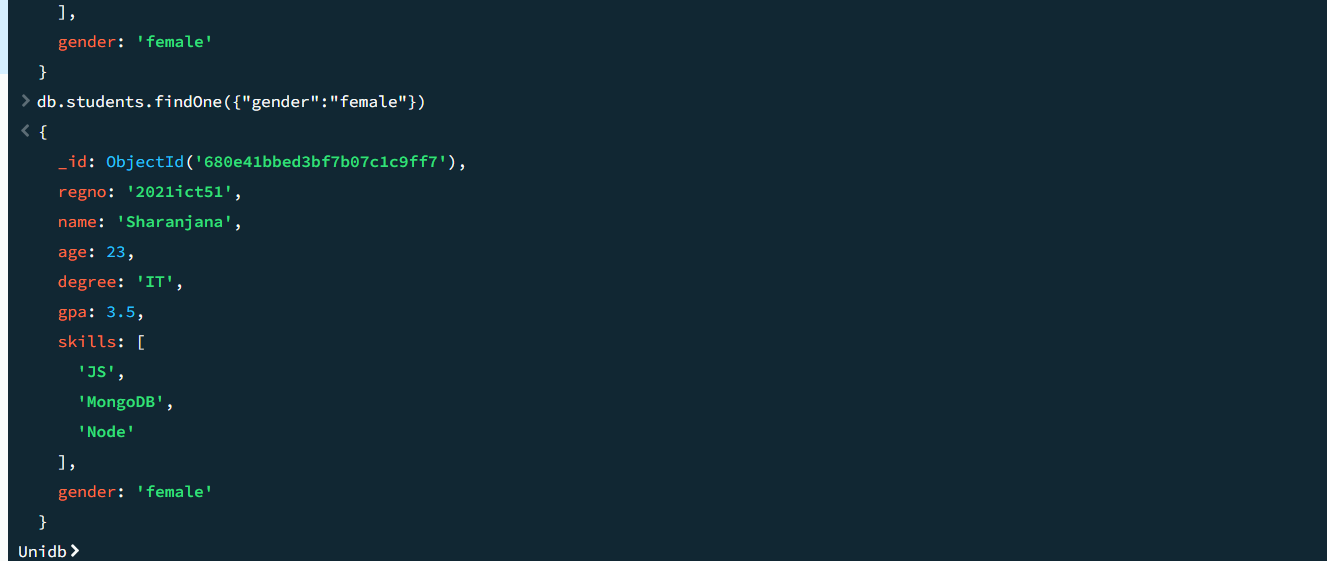 ],
gender: 'female'
}
> db.students.findOne({"gender":"female"})
< {
_id: ObjectId('680e41bbed3bf7b07c1c9ff7'),
regno: '2021ict51',
name: 'Sharanjana',
age: 23,
degree: 'IT',
gpa: 3.5,
skills: [
'JS',
'MongoDB',
'Node'
],
gender: 'female'
}
Unidb>